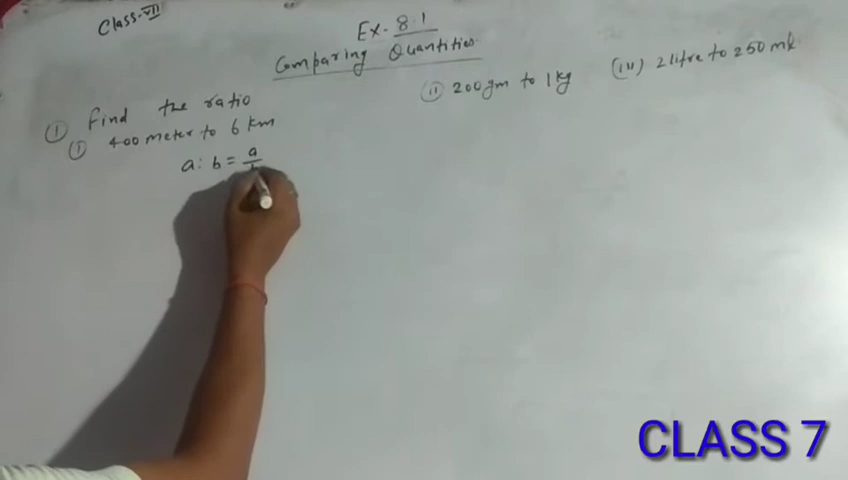 Class-VII
Ex. 8.1
Comparing Quantities.
① Find the ratio
① 400 meter to 6 km
a : b = a/b
(ii) 200 gm to 1 kg
(iii) 2 litre to 250 ml
CLASS 7